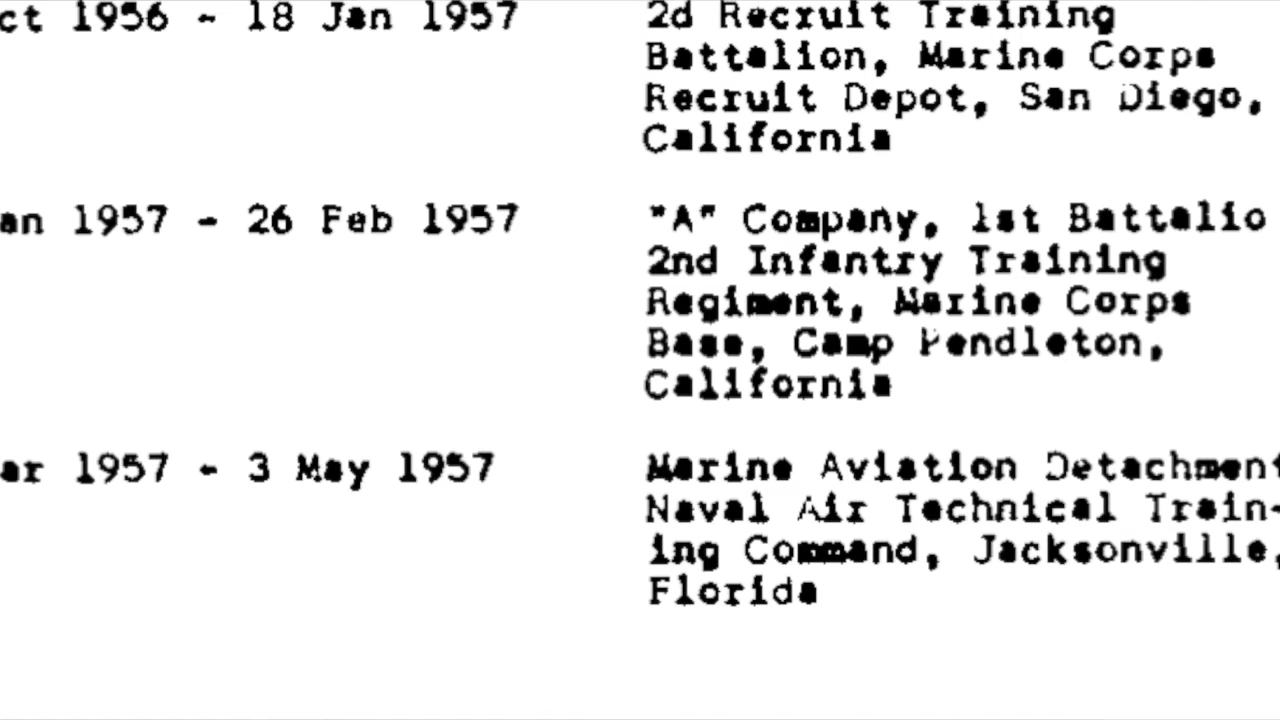 ct 1956 - 18 Jan 1957 2d Recruit Training
Battalion, Marine Corps
Recruit Depot, San Diego,
California
an 1957 - 26 Feb 1957 "A" Company, 1st Battalio
2nd Infantry Training
Regiment, Marine Corps
Base, Camp Pendleton,
California
ar 1957 - 3 May 1957 Marine Aviation Detachment
Naval Air Technical Train-
ing Command, Jacksonville,
Florida